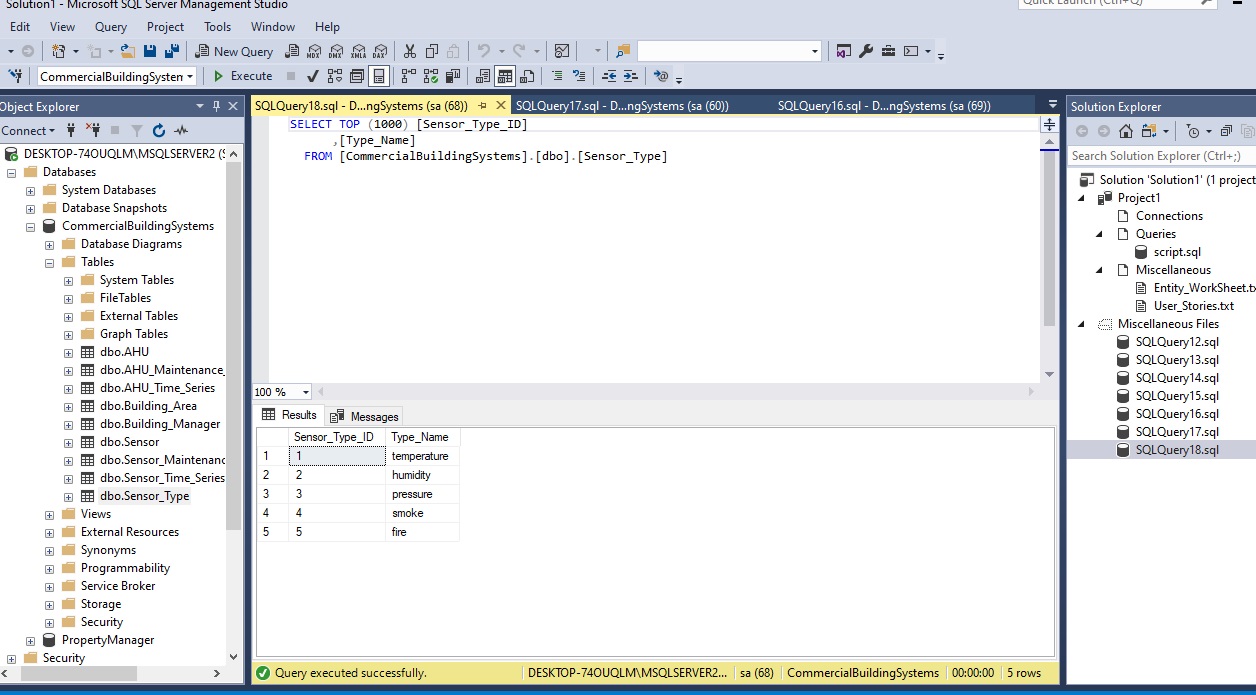 Solution1 - Microsoft SQL Server Management Studio
Quick Launch (Ctrl+Q)
Edit View Query Project Tools Window Help
New Query
MDX DMX XMLA DAX
CommercialBuildingSystem
Execute
Object Explorer
Connect
DESKTOP-74OUQLM\MSQLSERVER2 (S
Databases
System Databases
Database Snapshots
CommercialBuildingSystems
Database Diagrams
Tables
System Tables
FileTables
External Tables
Graph Tables
dbo.AHU
dbo.AHU_Maintenance_
dbo.AHU_Time_Series
dbo.Building_Area
dbo.Building_Manager
dbo.Sensor
dbo.Sensor_Maintenanc
dbo.Sensor_Time_Series
dbo.Sensor_Type
Views
External Resources
Synonyms
Programmability
Service Broker
Storage
Security
PropertyManager
Security
SQLQuery18.sql - D...ngSystems (sa (68)) SQLQuery17.sql - D...ngSystems (sa (60)) SQLQuery16.sql - D...ngSystems (sa (69))
SELECT TOP (1000) [Sensor_Type_ID]
,[Type_Name]
FROM [CommercialBuildingSystems].[dbo].[Sensor_Type]
100 %
Results Messages
Sensor_Type_ID Type_Name
1 1 temperature
2 2 humidity
3 3 pressure
4 4 smoke
5 5 fire
Query executed successfully. DESKTOP-74OUQLM\MSQLSERVER2... sa (68) CommercialBuildingSystems 00:00:00 5 rows
Solution Explorer
Search Solution Explorer (Ctrl+;)
Solution 'Solution1' (1 project
Project1
Connections
Queries
script.sql
Miscellaneous
Entity_WorkSheet.tx
User_Stories.txt
Miscellaneous Files
SQLQuery12.sql
SQLQuery13.sql
SQLQuery14.sql
SQLQuery15.sql
SQLQuery16.sql
SQLQuery17.sql
SQLQuery18.sql